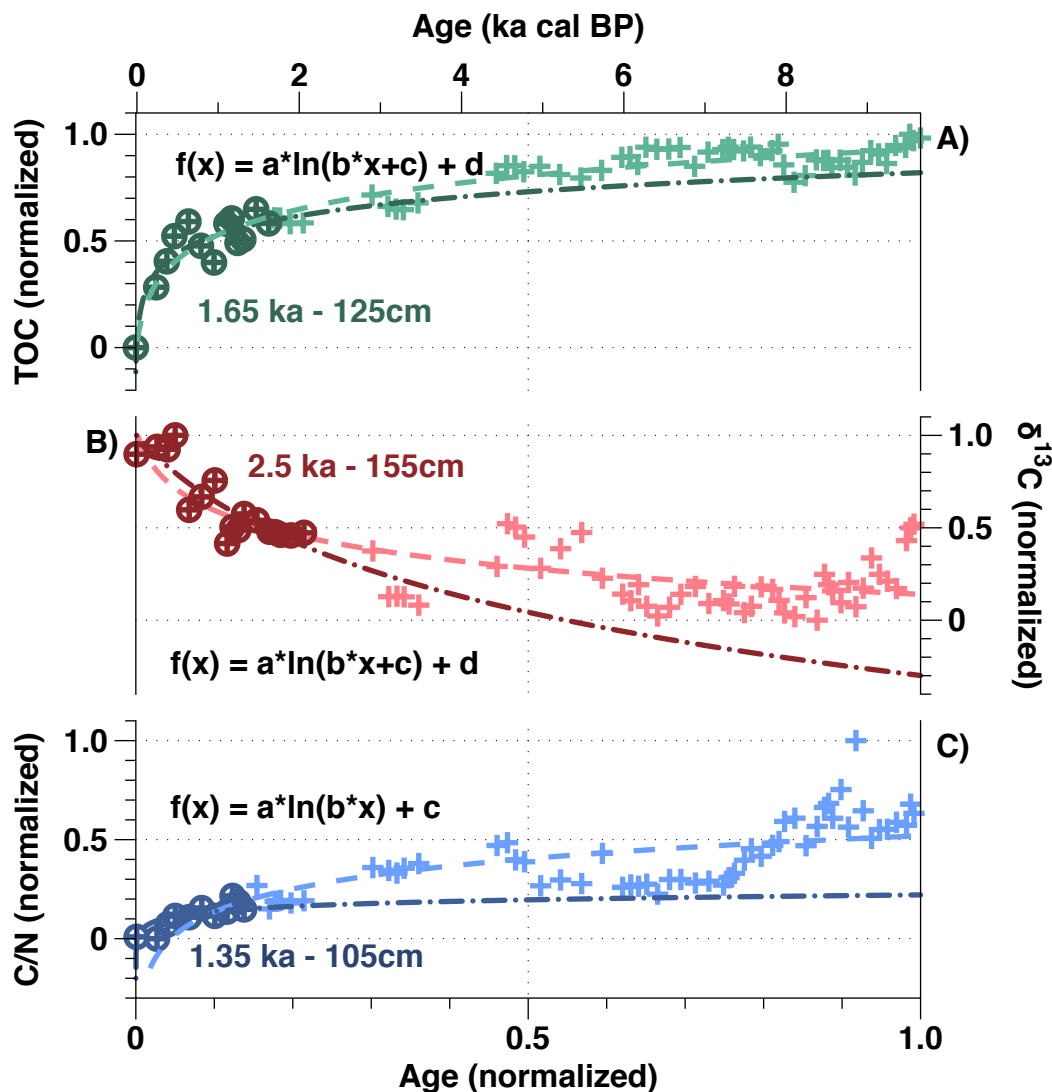 Age (ka cal BP)
0 2 4 6 8
TOC (normalized)
1.0
0.5
0
A)
f(x) = a*ln(b*x+c) + d
1.65 ka - 125cm
B)
2.5 ka - 155cm
f(x) = a*ln(b*x+c) + d
1.0
0.5
0
δ¹³C (normalized)
C/N (normalized)
1.0
0.5
0
C)
f(x) = a*ln(b*x) + c
1.35 ka - 105cm
0 0.5 1.0
Age (normalized)